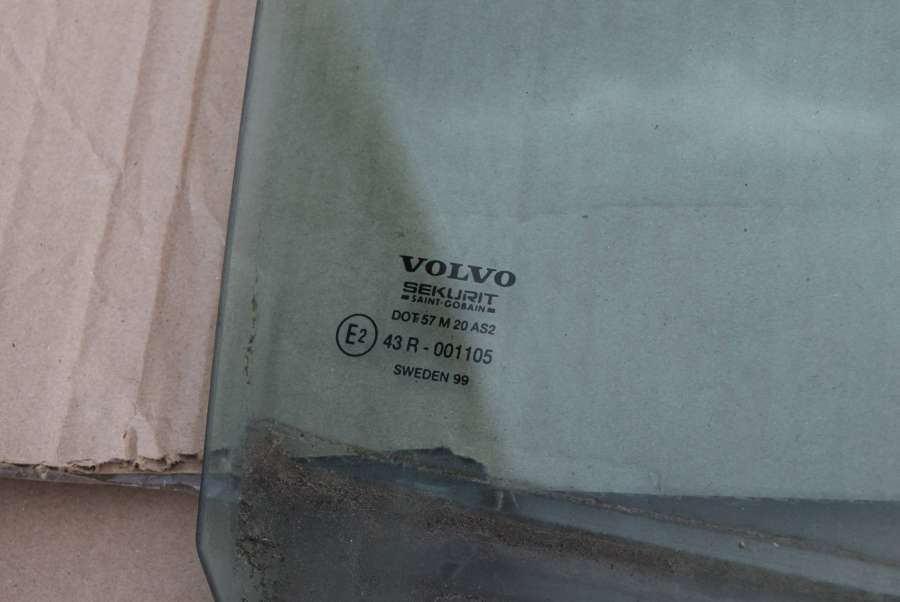 VOLVO
SEKURIT
SAINT-GOBAIN
DOT-57 M 20 AS2
E2 43 R - 001105
SWEDEN 99